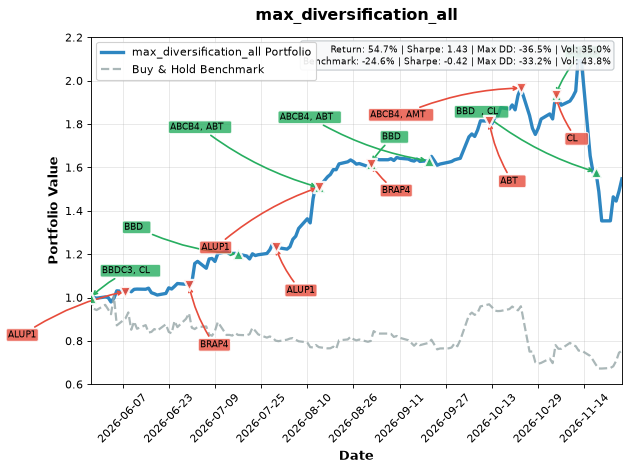 max_diversification_all
max_diversification_all Portfolio
Buy & Hold Benchmark
Return: 54.7% | Sharpe: 1.43 | Max DD: -36.5% | Vol: 35.0%
Benchmark: -24.6% | Sharpe: -0.42 | Max DD: -33.2% | Vol: 43.8%
2.2
2.0
1.8
1.6
1.4
1.2
1.0
0.8
0.6
Portfolio Value
ABCB4, ABT
ABCB4, ABT
ABCB4, AMT
BBD
BBD , CL
CL
BRAP4
ABT
BBD
ALUP1
BBDC3, CL
ALUP1
ALUP1
BRAP4
2026-06-07
2026-06-23
2026-07-09
2026-07-25
2026-08-10
2026-08-26
2026-09-11
2026-09-27
2026-10-13
2026-10-29
2026-11-14
Date